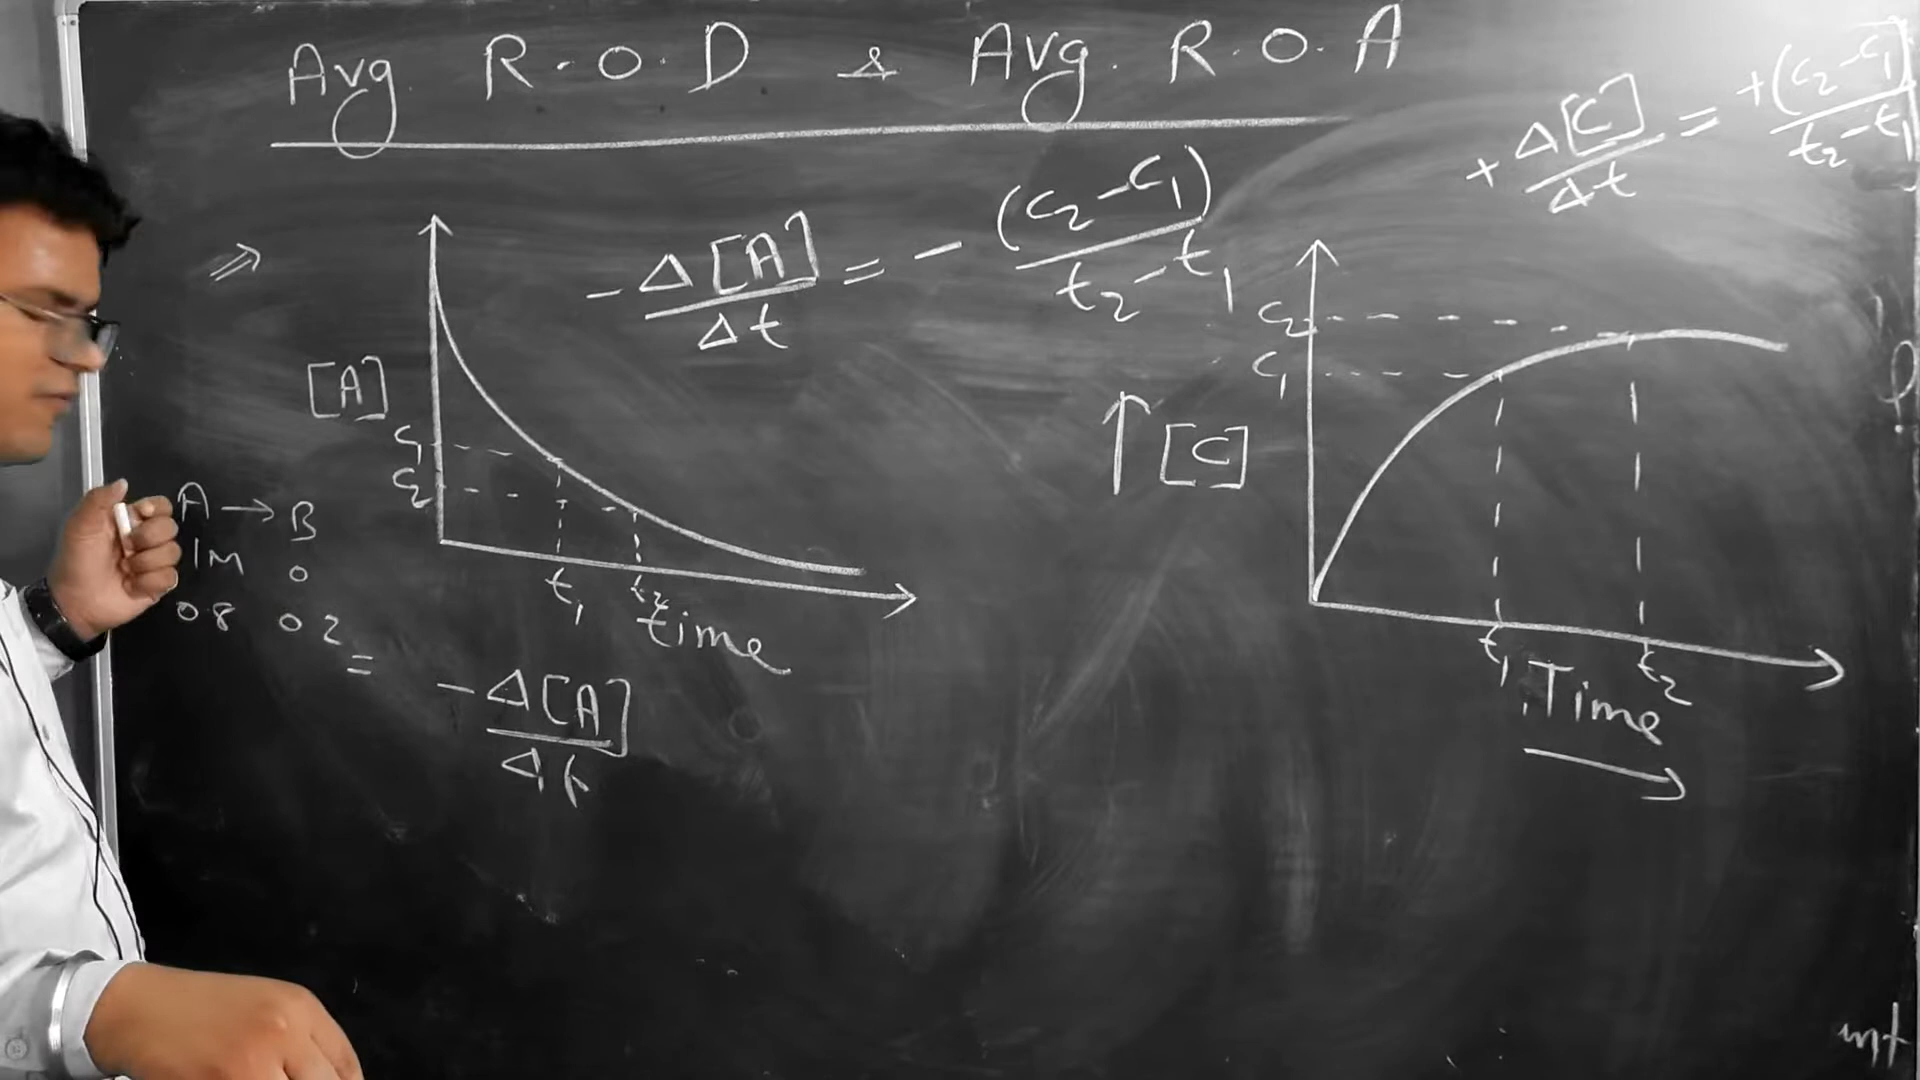 Avg. R.O.D & Avg. R.O.A
+ Δ[C]/Δt = +(C₂-C₁)/t₂-t₁
- Δ[A]/Δt = - (C₂-C₁)/t₂-t₁
[A]
C₁
C₂
t₁ t₂
time
C₂
C₁
↑ [C]
t₁ t₂
Time
→
A → B
1M 0
0.8 0.2
= - Δ[A]/Δt